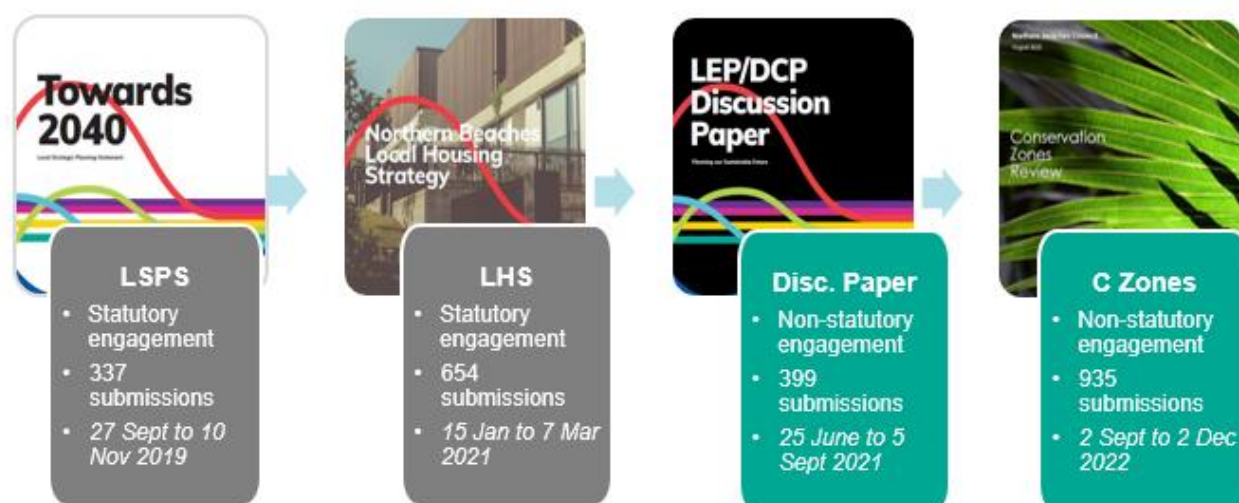 Towards
2040
Local Strategic Planning Statement
LSPS
• Statutory
engagement
• 337
submissions
• 27 Sept to 10
Nov 2019
Northern Beaches
Local Housing
Strategy
LHS
• Statutory
engagement
• 654
submissions
• 15 Jan to 7 Mar
2021
LEP/DCP
Discussion
Paper
Planning our Sustainable Future
Disc. Paper
• Non-statutory
engagement
• 399
submissions
• 25 June to 5
Sept 2021
Northern Beaches Council
Conservation
Zones
Review
C Zones
• Non-statutory
engagement
• 935
submissions
• 2 Sept to 2 Dec
2022